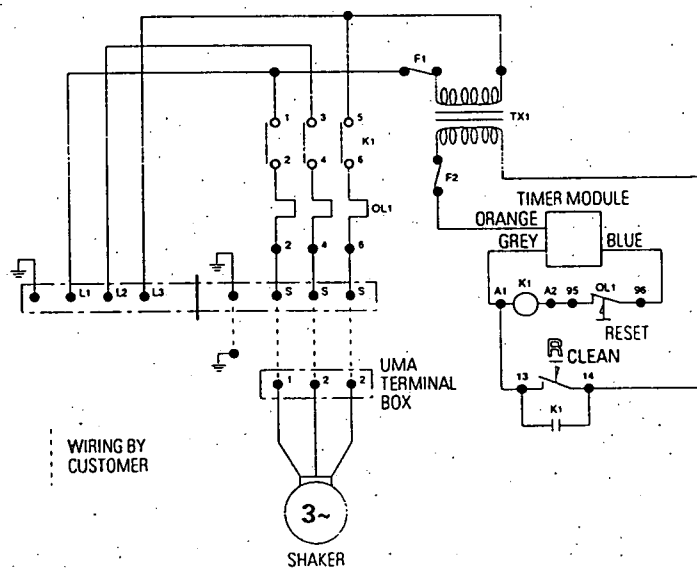 F1
TX1
1 3 5
K1
2 4 6
F2
OL1
TIMER MODULE
ORANGE
GREY
BLUE
2 4 6
K1
OL1
A1 A2 95 96
L1 L2 L3 S S S
RESET
CLEAN
13 14
UMA
TERMINAL
BOX
1 2 2
K1
WIRING BY
CUSTOMER
3~
SHAKER